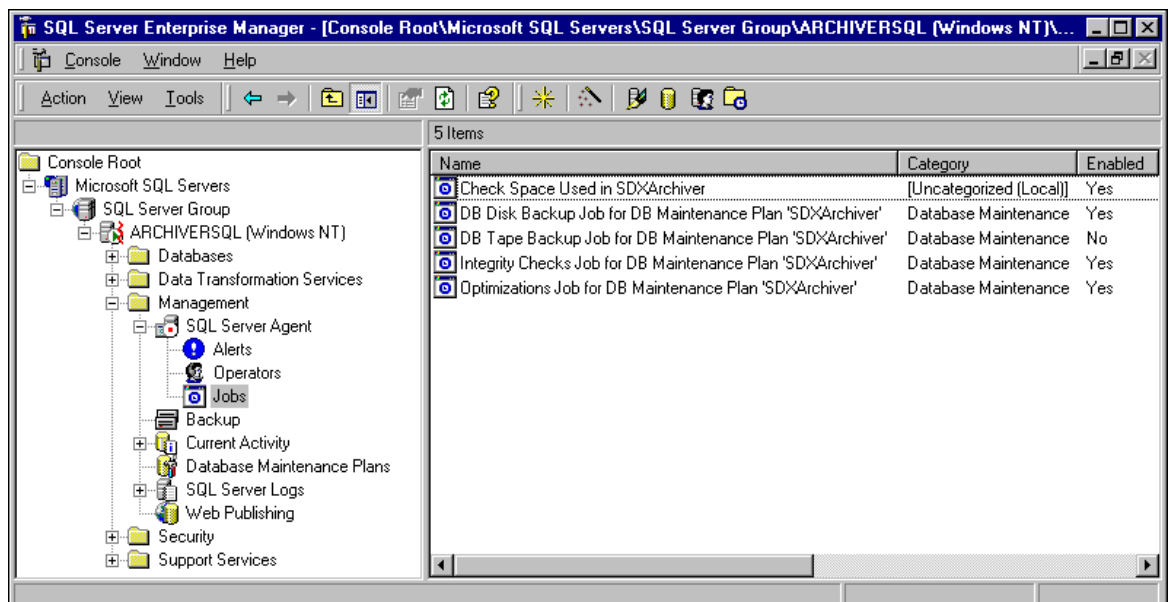 SQL Server Enterprise Manager - [Console Root\Microsoft SQL Servers\SQL Server Group\ARCHIVERSQL (Windows NT)\...
Console Window Help
Action View Tools
5 Items
Console Root
Microsoft SQL Servers
SQL Server Group
ARCHIVERSQL (Windows NT)
Databases
Data Transformation Services
Management
SQL Server Agent
Alerts
Operators
Jobs
Backup
Current Activity
Database Maintenance Plans
SQL Server Logs
Web Publishing
Security
Support Services
Name Category Enabled
Check Space Used in SDXArchiver [Uncategorized (Local)] Yes
DB Disk Backup Job for DB Maintenance Plan 'SDXArchiver' Database Maintenance Yes
DB Tape Backup Job for DB Maintenance Plan 'SDXArchiver' Database Maintenance No
Integrity Checks Job for DB Maintenance Plan 'SDXArchiver' Database Maintenance Yes
Optimizations Job for DB Maintenance Plan 'SDXArchiver' Database Maintenance Yes